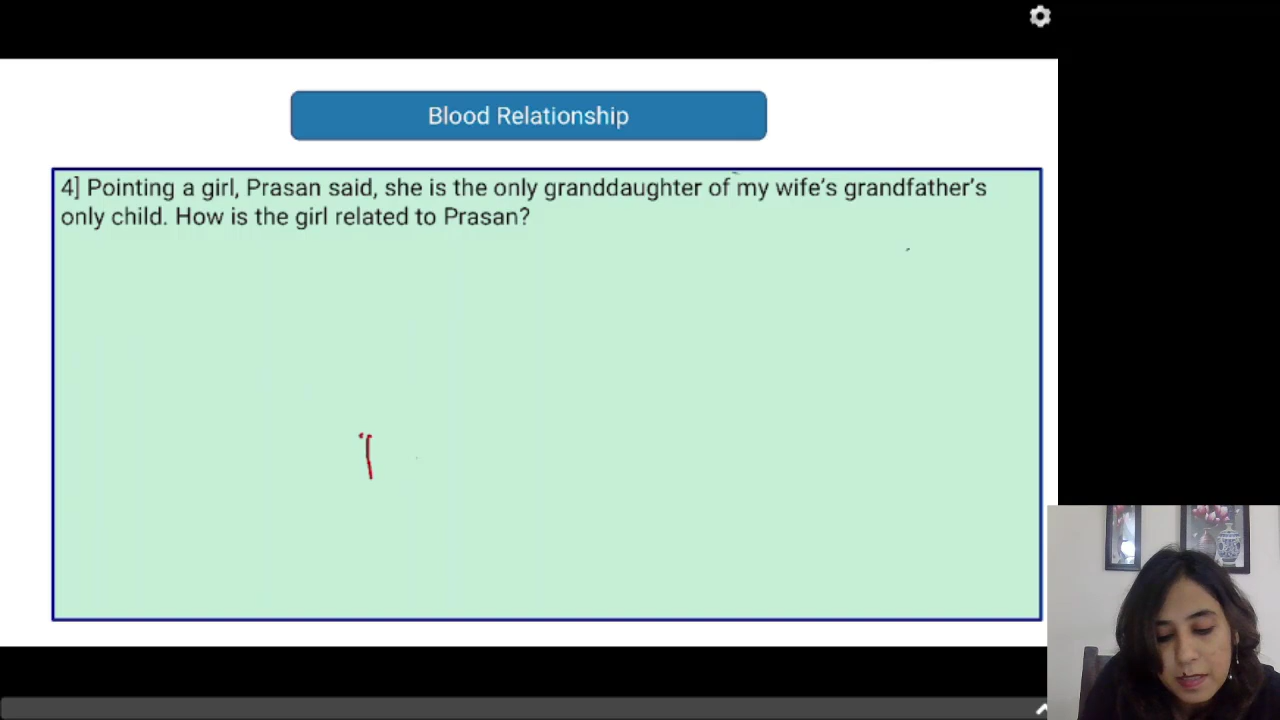 Blood Relationship
4] Pointing a girl, Prasan said, she is the only granddaughter of my wife’s grandfather’s
only child. How is the girl related to Prasan?